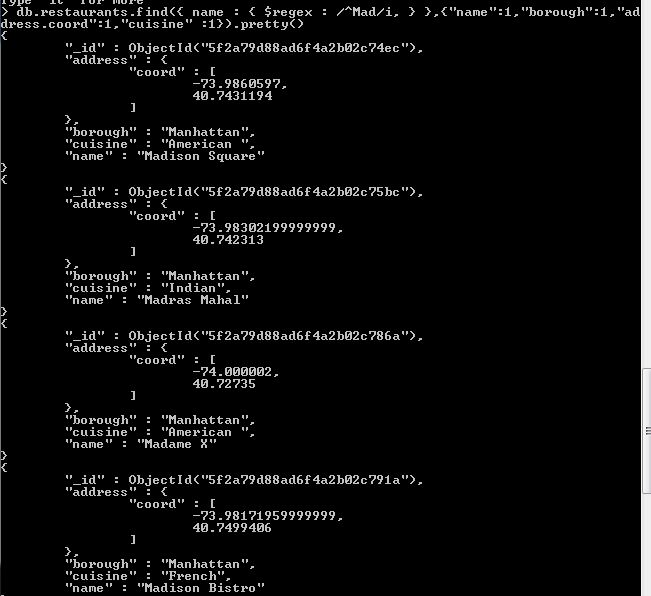 Type "it" for more
> db.restaurants.find({ name : { $regex : /^Mad/i, } },{"name":1,"borough":1,"ad
dress.coord":1,"cuisine" :1}).pretty()
{
"_id" : ObjectId("5f2a79d88ad6f4a2b02c74ec"),
"address" : {
"coord" : [
-73.9860597,
40.7431194
]
},
"borough" : "Manhattan",
"cuisine" : "American ",
"name" : "Madison Square"
}
{
"_id" : ObjectId("5f2a79d88ad6f4a2b02c75bc"),
"address" : {
"coord" : [
-73.98302199999999,
40.742313
]
},
"borough" : "Manhattan",
"cuisine" : "Indian",
"name" : "Madras Mahal"
}
{
"_id" : ObjectId("5f2a79d88ad6f4a2b02c786a"),
"address" : {
"coord" : [
-74.000002,
40.72735
]
},
"borough" : "Manhattan",
"cuisine" : "American ",
"name" : "Madame X"
}
{
"_id" : ObjectId("5f2a79d88ad6f4a2b02c791a"),
"address" : {
"coord" : [
-73.98171959999999,
40.7499406
]
},
"borough" : "Manhattan",
"cuisine" : "French",
"name" : "Madison Bistro"